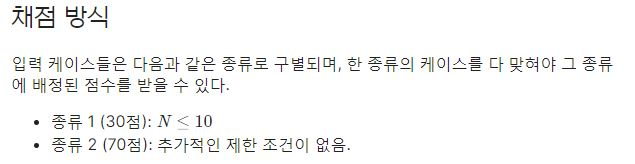 채점 방식
입력 케이스들은 다음과 같은 종류로 구별되며, 한 종류의 케이스를 다 맞혀야 그 종류
에 배정된 점수를 받을 수 있다.
• 종류 1 (30점): N ≤ 10
• 종류 2 (70점): 추가적인 제한 조건이 없음.